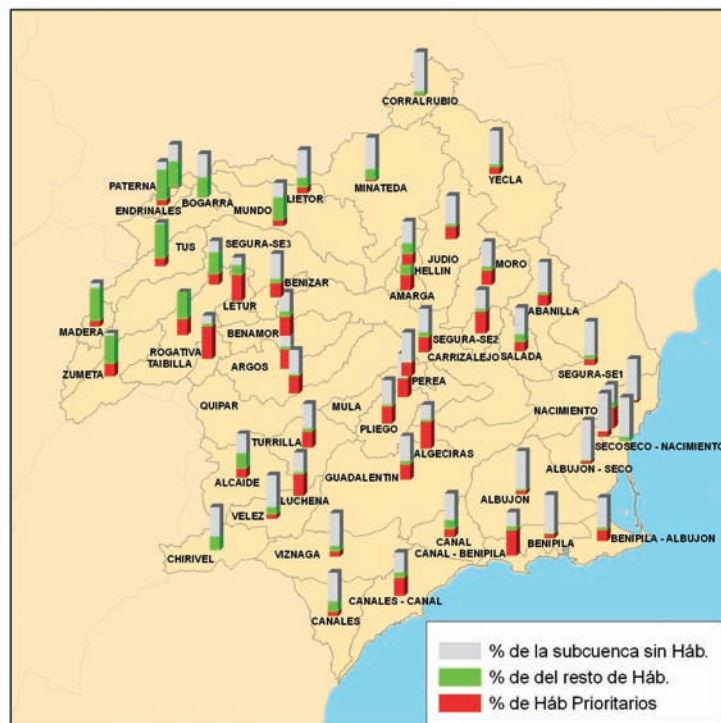 CORRALRUBIO
YECLA
MINATEDA
LIETOR
PATERNA
BOGARRA
ENDRINALES
MUNDO
TUS
SEGURA-SE3
JUDIO
HELLIN
MORO
BENIZAR
LETUR
AMARGA
ABANILLA
MADERA
BENAMOR
SEGURA-SE2
ROGATIVA
TAIBILLA
CARRIZALEJO
SALADA
ZUMETA
ARGOS
PEREA
SEGURA-SE1
QUIPAR
MULA
NACIMIENTO
PLIEGO
TURRILLA
ALGECIRAS
SECOSECO - NACIMIENTO
ALBUJON - SECO
ALCAIDE
GUADALENTIN
LUCHENA
ALBUJON
VELEZ
CANAL
BENIPILA
BENIPILA - ALBUJON
CHIRIVEL
VIZNAGA
CANAL - BENIPILA
CANALES - CANAL
CANALES
% de la subcuenca sin Háb.
% de del resto de Háb.
% de Háb Prioritarios